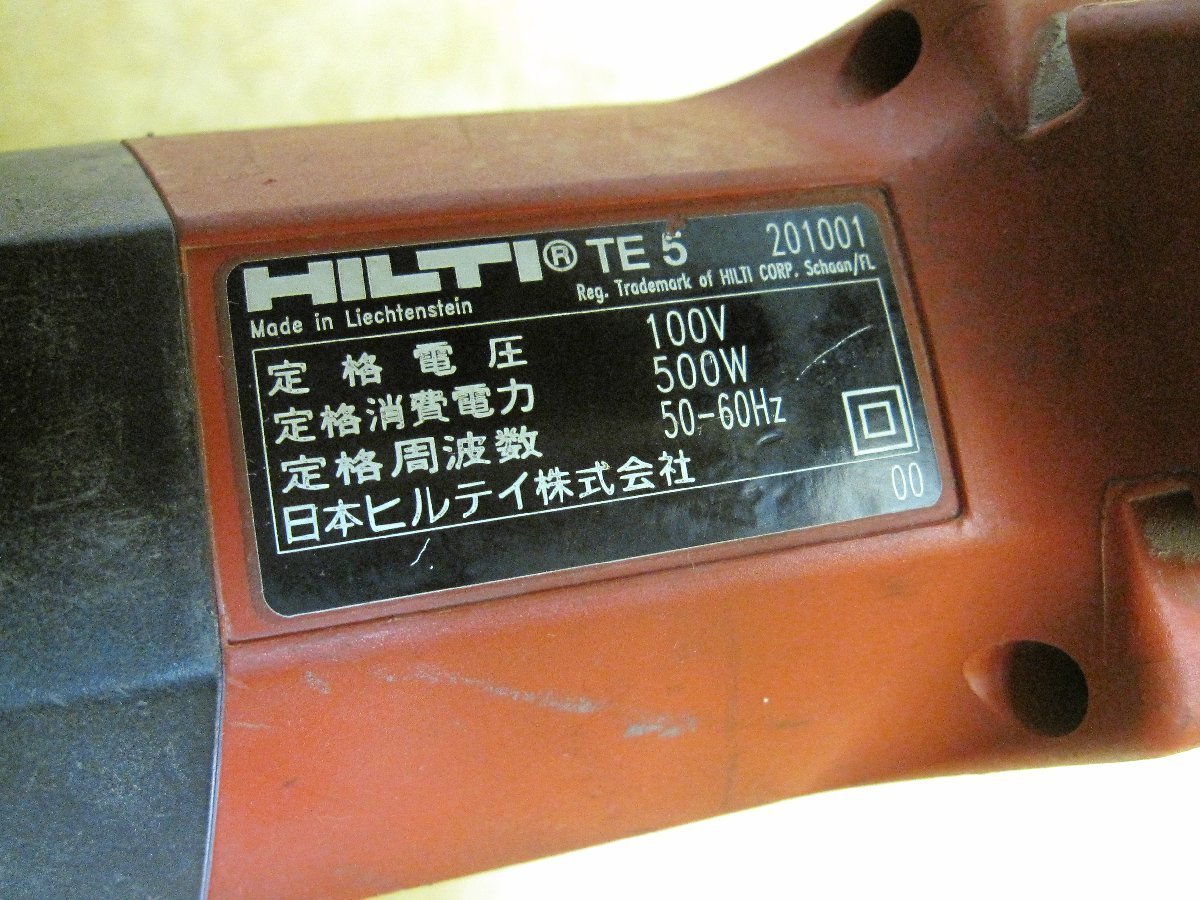 HILTI® TE 5 201001
Made in Liechtenstein Reg. Trademark of HILTI CORP. Schaan/FL
定格電圧 100V
定格消費電力 500W
定格周波数 50-60Hz
日本ヒルテイ株式会社
00